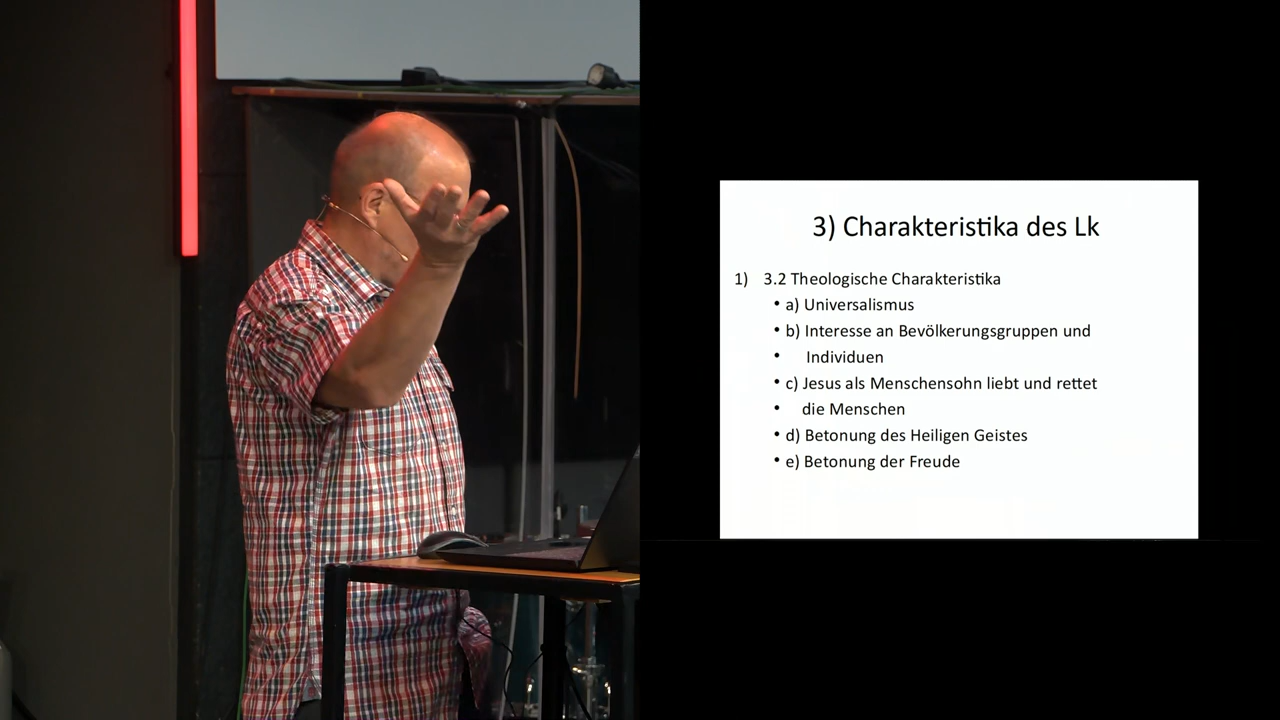 3) Charakteristika des Lk
1) 3.2 Theologische Charakteristika
• a) Universalismus
• b) Interesse an Bevölkerungsgruppen und
• Individuen
• c) Jesus als Menschensohn liebt und rettet
• die Menschen
• d) Betonung des Heiligen Geistes
• e) Betonung der Freude